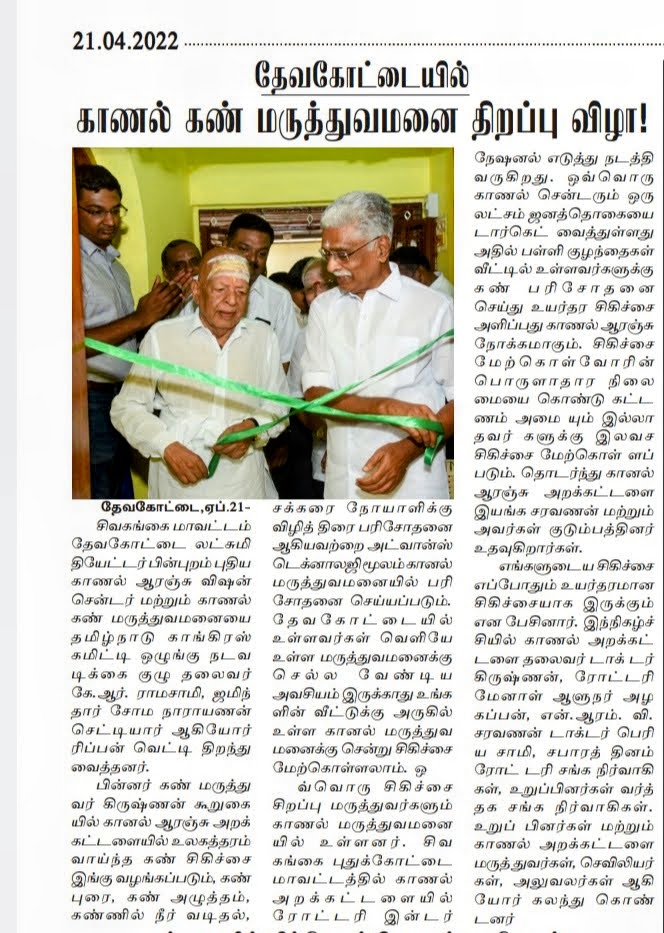 21.04.2022
தேவகோட்டையில்
காணல் கண் மருத்துவமனை திறப்பு விழா!
தேவகோட்டை,ஏப்.21-
சிவகங்கை மாவட்டம்
தேவகோட்டை லட்சுமி
தியேட்டர் பின்புறம் புதிய
காணல் ஆரஞ்சு விஷன்
சென்டர் மற்றும் காணல்
கண் மருத்துவமனையை
தமிழ்நாடு காங்கிரஸ்
கமிட்டி ஒழுங்கு நடவ
டிக்கை குழு தலைவர்
கே.ஆர். ராமசாமி, ஜமிந்
தார் சோம நாராயணன்
செட்டியார் ஆகியோர்
ரிப்பன் வெட்டி திறந்து
வைத்தனர்.
பின்னர் கண் மருத்து
வர் கிருஷ்ணன் கூறுகை
யில் கானல் ஆரஞ்சு அறக்
கட்டளையில் உலகத்தரம்
வாய்ந்த கண் சிகிச்சை
இங்கு வழங்கப்படும், கண்
புரை, கண் அழுத்தம்,
கண்ணில் நீர் வடிதல்,
சக்கரை நோயாளிக்கு
விழித் திரை பரிசோதனை
ஆகியவற்றை அட்வான்ஸ்
டெக்னாலஜிமூலம்கானல்
மருத்துவமனையில் பரி
சோதனை செய்யப்படும்.
தேவகோட்டையில்
உள்ளவர்கள் வெளியே
உள்ள மருத்துவமனைக்கு
செல்ல வேண்டிய
அவசியம் இருக்காது உங்க
ளின் வீட்டுக்கு அருகில்
உள்ள கானல் மருத்துவ
மனைக்கு சென்று சிகிச்சை
மேற்கொள்ளலாம். ஒ
வ்வொரு சிகிச்சை
சிறப்பு மருத்துவர்களும்
காணல் மருத்துவமனை
யில் உள்ளனர். சிவ
கங்கை புதுக்கோட்டை
மாவட்டத்தில் காணல்
அறக்கட்டளையில்
ரோட்டரி இன்டர்
நேஷனல் எடுத்து நடத்தி
வருகிறது. ஒவ்வொரு
காணல் சென்டரும் ஒரு
லட்சம் ஜனத்தொகையை
டார்கெட் வைத்துள்ளது
அதில் பள்ளி குழந்தைகள்
வீட்டில் உள்ளவர்களுக்கு
கண் பரிசோதனை
செய்து உயர்தர சிகிச்சை
அளிப்பது காணல் ஆரஞ்சு
நோக்கமாகும். சிகிச்சை
மேற்கொள்வோரின்
பொருளாதார நிலை
மையை கொண்டு கட்ட
ணம் அமை யும் இல்லா
தவர் களுக்கு இலவச
சிகிச்சை மேற்கொள் ளப்
படும். தொடர்ந்து கானல்
ஆரஞ்சு அறக்கட்டளை
இயங்க சரவணன் மற்றும்
அவர்கள் குடும்பத்தினர்
உதவுகிறார்கள்.
எங்களுடைய சிகிச்சை
எப்போதும் உயர்தரமான
சிகிச்சையாக இருக்கும்
என பேசினார். இந்நிகழ்ச்
சியில் காணல் அறக்கட்
டளை தலைவர் டாக் டர்
கிருஷ்ணன், ரோட்டரி
மேனாள் ஆளுநர் அழ
கப்பன், என்.ஆரம். வி.
சரவணன் டாக்டர் பெரி
ய சாமி, சபாரத் தினம்
ரோட் டரி சங்க நிர்வாகி
கள், உறுப்பினர்கள் வர்த்
தக சங்க நிர்வாகிகள்.
உறுப் பினர்கள் மற்றும்
காணல் அறக்கட்டளை
மருத்துவர்கள், செவிலியர்
கள், அலுவலர்கள் ஆகி
யோர் கலந்து கொண்
டனர்